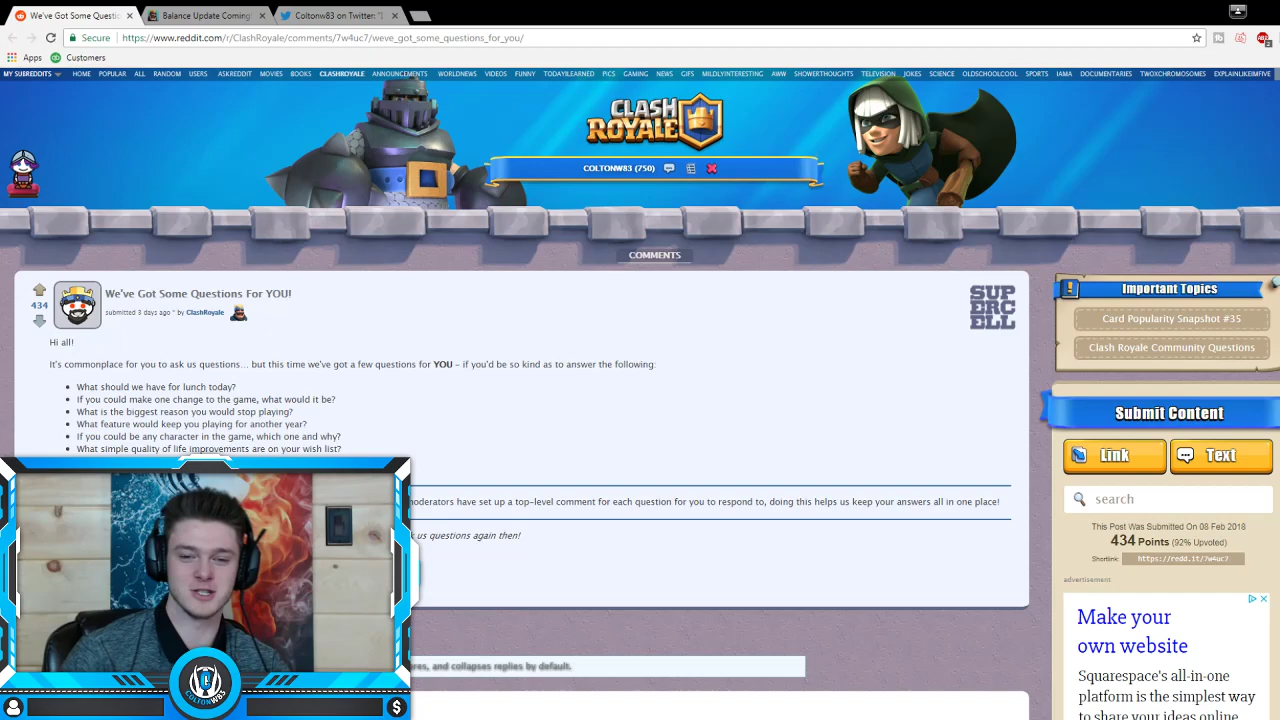 We've Got Some Questio
Balance Update Coming
Coltonw83 on Twitter: "
Secure
https://www.reddit.com/r/ClashRoyale/comments/7w4uc7/weve_got_some_questions_for_you/
Apps
Customers
MY SUBREDDITS HOME POPULAR ALL RANDOM USERS ASKREDDIT MOVIES BOOKS CLASHROYALE ANNOUNCEMENTS WORLDNEWS VIDEOS FUNNY TODAYILEARNED PICS GAMING NEWS GIFS MILDLYINTERESTING AWW SHOWERTHOUGHTS TELEVISION JOKES SCIENCE OLDSCHOOLCOOL SPORTS IAMA DOCUMENTARIES TWOXCHROMOSOMES EXPLAINLIKEIMFIVE
CLASH
ROYALE
COLTONW83 (750)
COMMENTS
434
We've Got Some Questions For YOU!
submitted 3 days ago * by ClashRoyale
SUP
ERC
ELL
Hi all!
It's commonplace for you to ask us questions... but this time we've got a few questions for YOU – if you'd be so kind as to answer the following:
What should we have for lunch today?
If you could make one change to the game, what would it be?
What is the biggest reason you would stop playing?
What feature would keep you playing for another year?
If you could be any character in the game, which one and why?
What simple quality of life improvements are on your wish list?
moderators have set up a top-level comment for each question for you to respond to, doing this helps us keep your answers all in one place!
us questions again then!
and collapses replies by default.
Important Topics
Card Popularity Snapshot #35
Clash Royale Community Questions
Submit Content
Link
Text
search
This Post Was Submitted On 08 Feb 2018
434 Points (92% Upvoted)
Shortlink: https://redd.it/7w4uc7
advertisement
Make your
own website
Squarespace's all-in-one
platform is the simplest way
to share your ideas online
COLTONW83
$